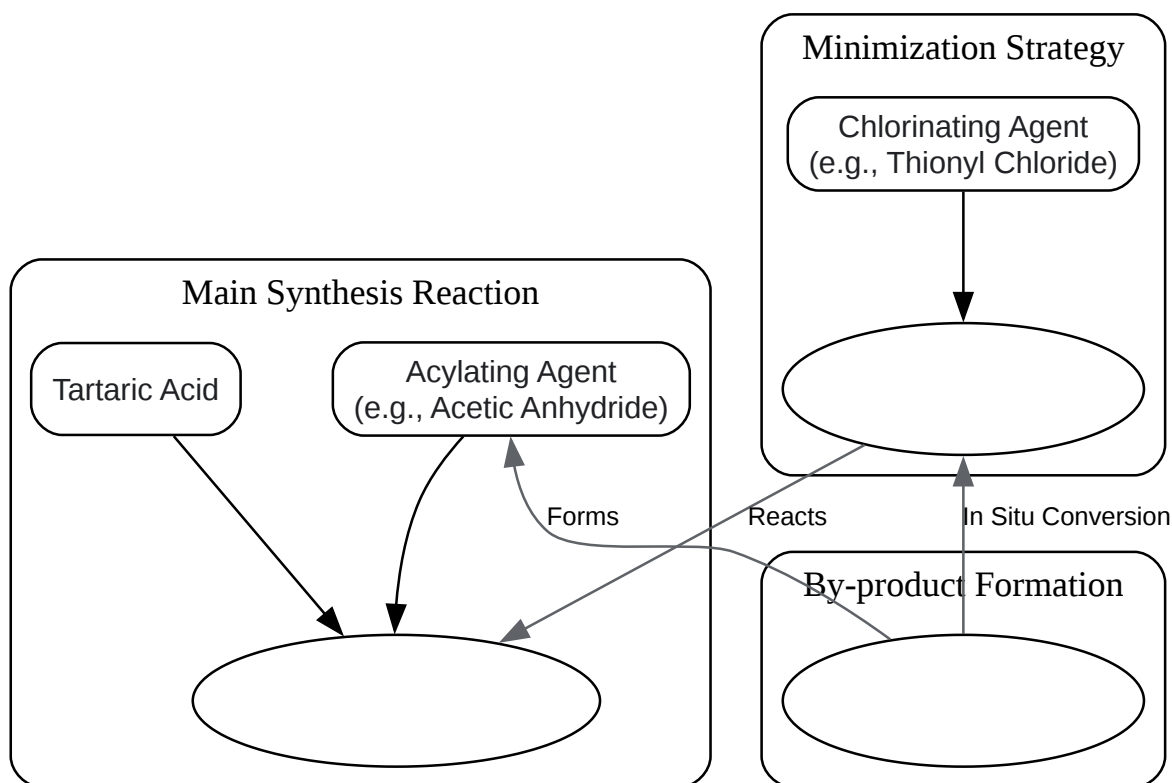 Minimization Strategy
Chlorinating Agent
(e.g., Thionyl Chloride)
Main Synthesis Reaction
Tartaric Acid
Acylating Agent
(e.g., Acetic Anhydride)
Forms
Reacts
In Situ Conversion
By-product Formation